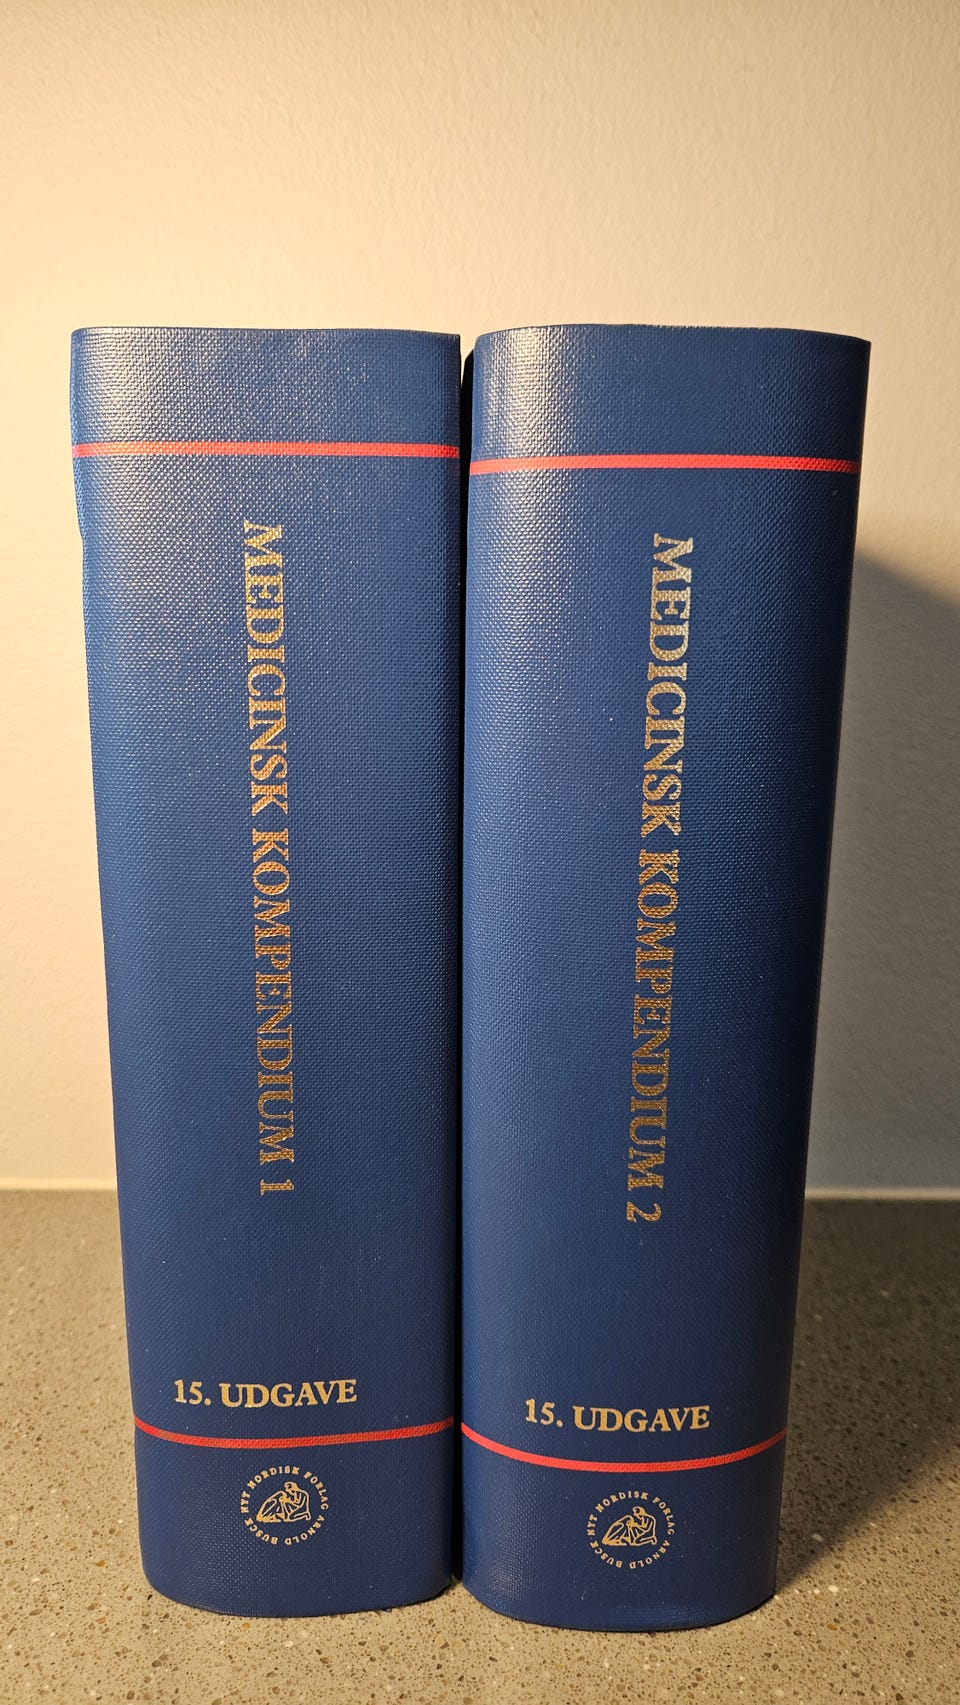 MEDICINSK KOMPENDIUM 1
15. UDGAVE
NYT NORDISK FORLAG ARNOLD BUSCK
MEDICINSK KOMPENDIUM 2
15. UDGAVE
NYT NORDISK FORLAG ARNOLD BUSCK